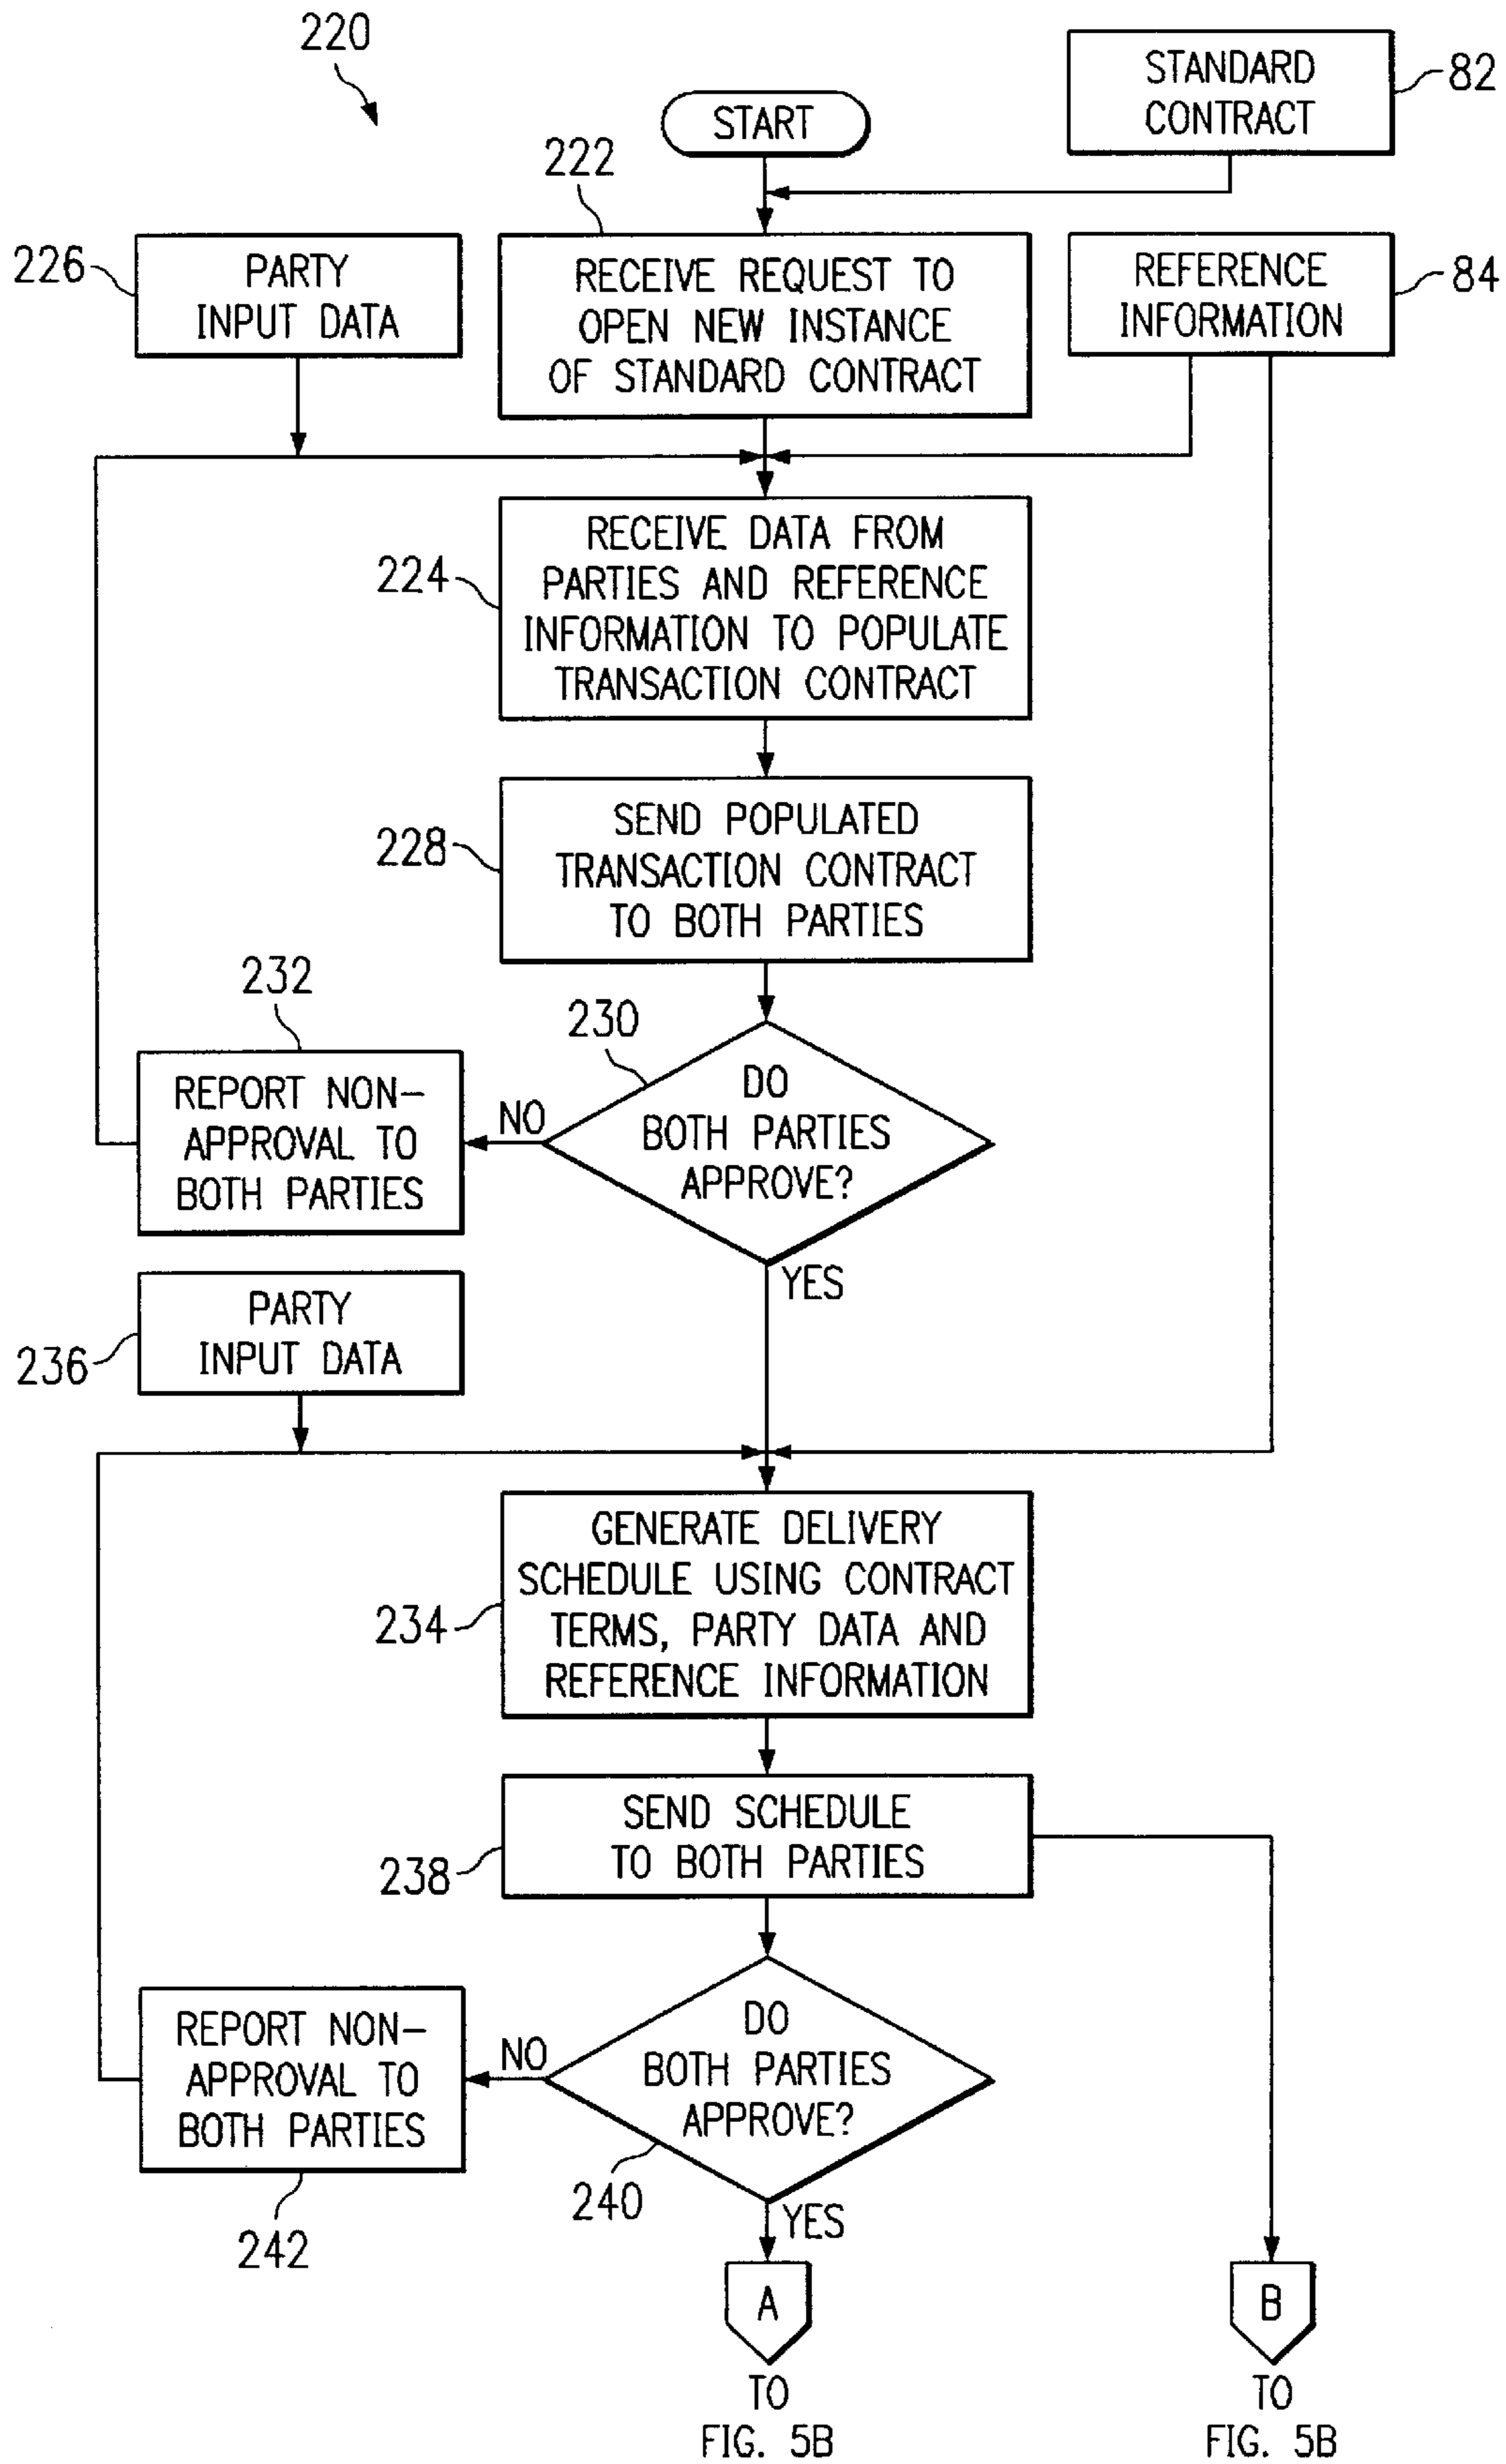 220
STANDARD
CONTRACT
82
START
222
226
PARTY
INPUT DATA
RECEIVE REQUEST TO
OPEN NEW INSTANCE
OF STANDARD CONTRACT
REFERENCE
INFORMATION
84
224
RECEIVE DATA FROM
PARTIES AND REFERENCE
INFORMATION TO POPULATE
TRANSACTION CONTRACT
228
SEND POPULATED
TRANSACTION CONTRACT
TO BOTH PARTIES
232
230
REPORT NON-
APPROVAL TO
BOTH PARTIES
NO
DO
BOTH PARTIES
APPROVE?
YES
236
PARTY
INPUT DATA
234
GENERATE DELIVERY
SCHEDULE USING CONTRACT
TERMS, PARTY DATA AND
REFERENCE INFORMATION
238
SEND SCHEDULE
TO BOTH PARTIES
REPORT NON-
APPROVAL TO
BOTH PARTIES
242
NO
DO
BOTH PARTIES
APPROVE?
240
YES
A
TO
FIG. 5B
B
TO
FIG. 5B